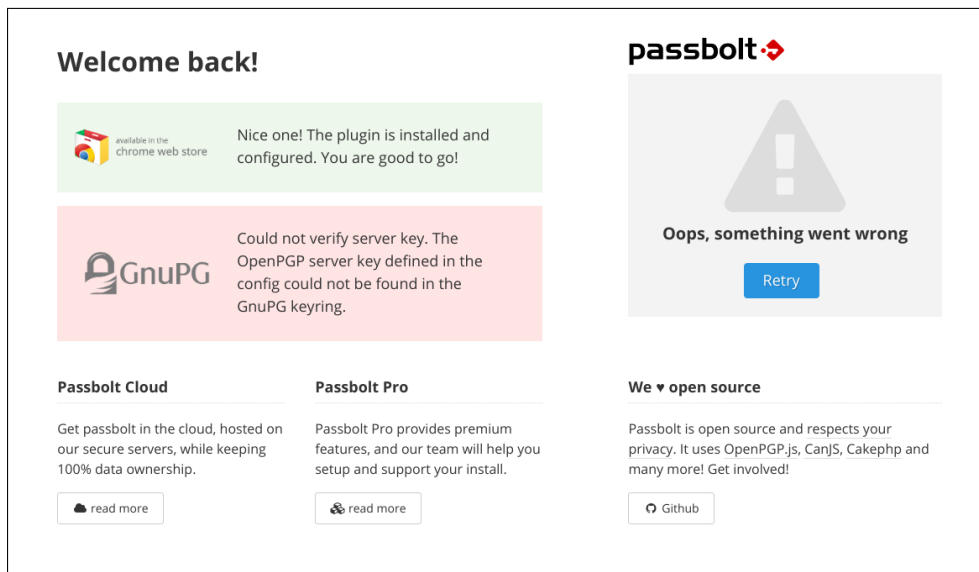 Welcome back!
available in the
chrome web store
Nice one! The plugin is installed and
configured. You are good to go!
GnuPG
Could not verify server key. The
OpenPGP server key defined in the
config could not be found in the
GnuPG keyring.
passbolt
Oops, something went wrong
Retry
Passbolt Cloud
Get passbolt in the cloud, hosted on
our secure servers, while keeping
100% data ownership.
read more
Passbolt Pro
Passbolt Pro provides premium
features, and our team will help you
setup and support your install.
read more
We ♥ open source
Passbolt is open source and respects your
privacy. It uses OpenPGP.js, CanJS, Cakephp and
many more! Get involved!
Github